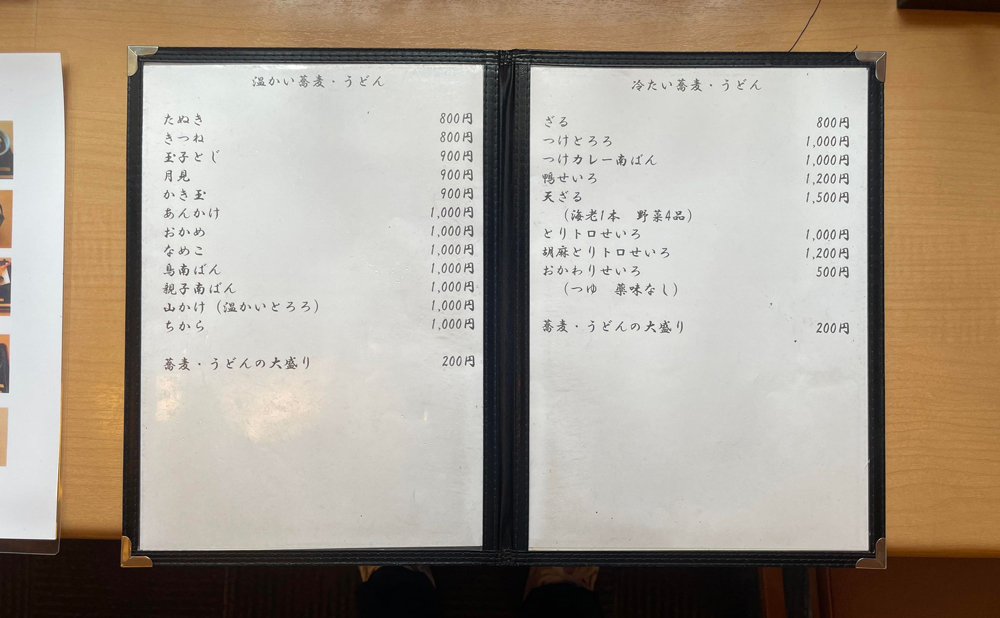 温かい蕎麦・うどん
たぬき 800円
きつね 800円
玉子とじ 900円
月見 900円
かき玉 900円
あんかけ 1,000円
おかめ 1,000円
なめこ 1,000円
鳥南ばん 1,000円
親子南ばん 1,000円
山かけ（温かいとろろ） 1,000円
ちから 1,000円
蕎麦・うどんの大盛り 200円
冷たい蕎麦・うどん
ざる 800円
つけとろろ 1,000円
つけカレー南ばん 1,000円
鴨せいろ 1,200円
天ざる 1,500円
（海老1本　野菜4品）
とりトロせいろ 1,000円
胡麻とりトロせいろ 1,200円
おかわりせいろ 500円
（つゆ　薬味なし）
蕎麦・うどんの大盛り 200円